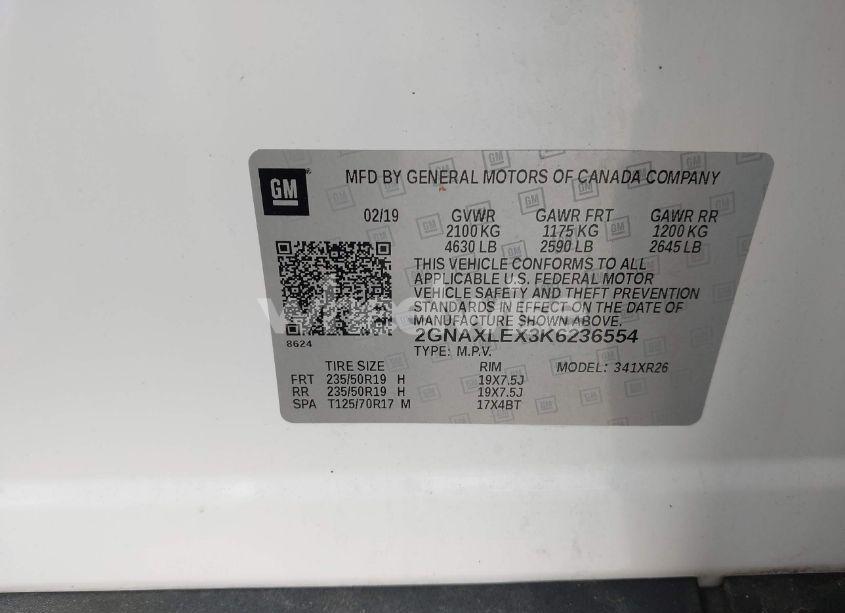 GM
MFD BY GENERAL MOTORS OF CANADA COMPANY
02/19 GVWR GAWR FRT GAWR RR
2100 KG 1175 KG 1200 KG
4630 LB 2590 LB 2645 LB
THIS VEHICLE CONFORMS TO ALL
APPLICABLE U.S. FEDERAL MOTOR
VEHICLE SAFETY AND THEFT PREVENTION
STANDARDS IN EFFECT ON THE DATE OF
MANUFACTURE SHOWN ABOVE.
8624
2GNAXLEX3K6236554
TYPE: M.P.V.
TIRE SIZE RIM MODEL: 341XR26
FRT 235/50R19 H 19X7.5J
RR 235/50R19 H 19X7.5J
SPA T125/70R17 M 17X4BT